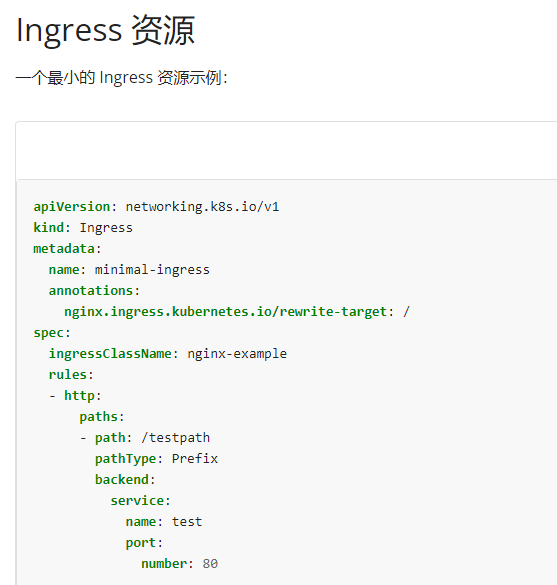 Ingress 资源
一个最小的 Ingress 资源示例：
apiVersion: networking.k8s.io/v1
kind: Ingress
metadata:
  name: minimal-ingress
  annotations:
    nginx.ingress.kubernetes.io/rewrite-target: /
spec:
  ingressClassName: nginx-example
  rules:
  - http:
      paths:
      - path: /testpath
        pathType: Prefix
        backend:
          service:
            name: test
            port:
              number: 80